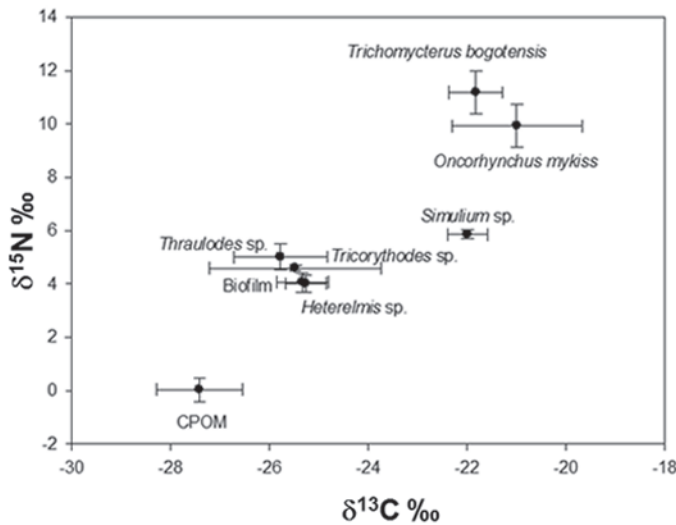 14
12
10
8
6
4
2
0
-2
δ15N ‰
Trichomycterus bogotensis
Oncorhynchus mykiss
Simulium sp.
Thraulodes sp.
Tricorythodes sp.
Biofilm
Heterelmis sp.
CPOM
-30 -28 -26 -24 -22 -20 -18
δ13C ‰